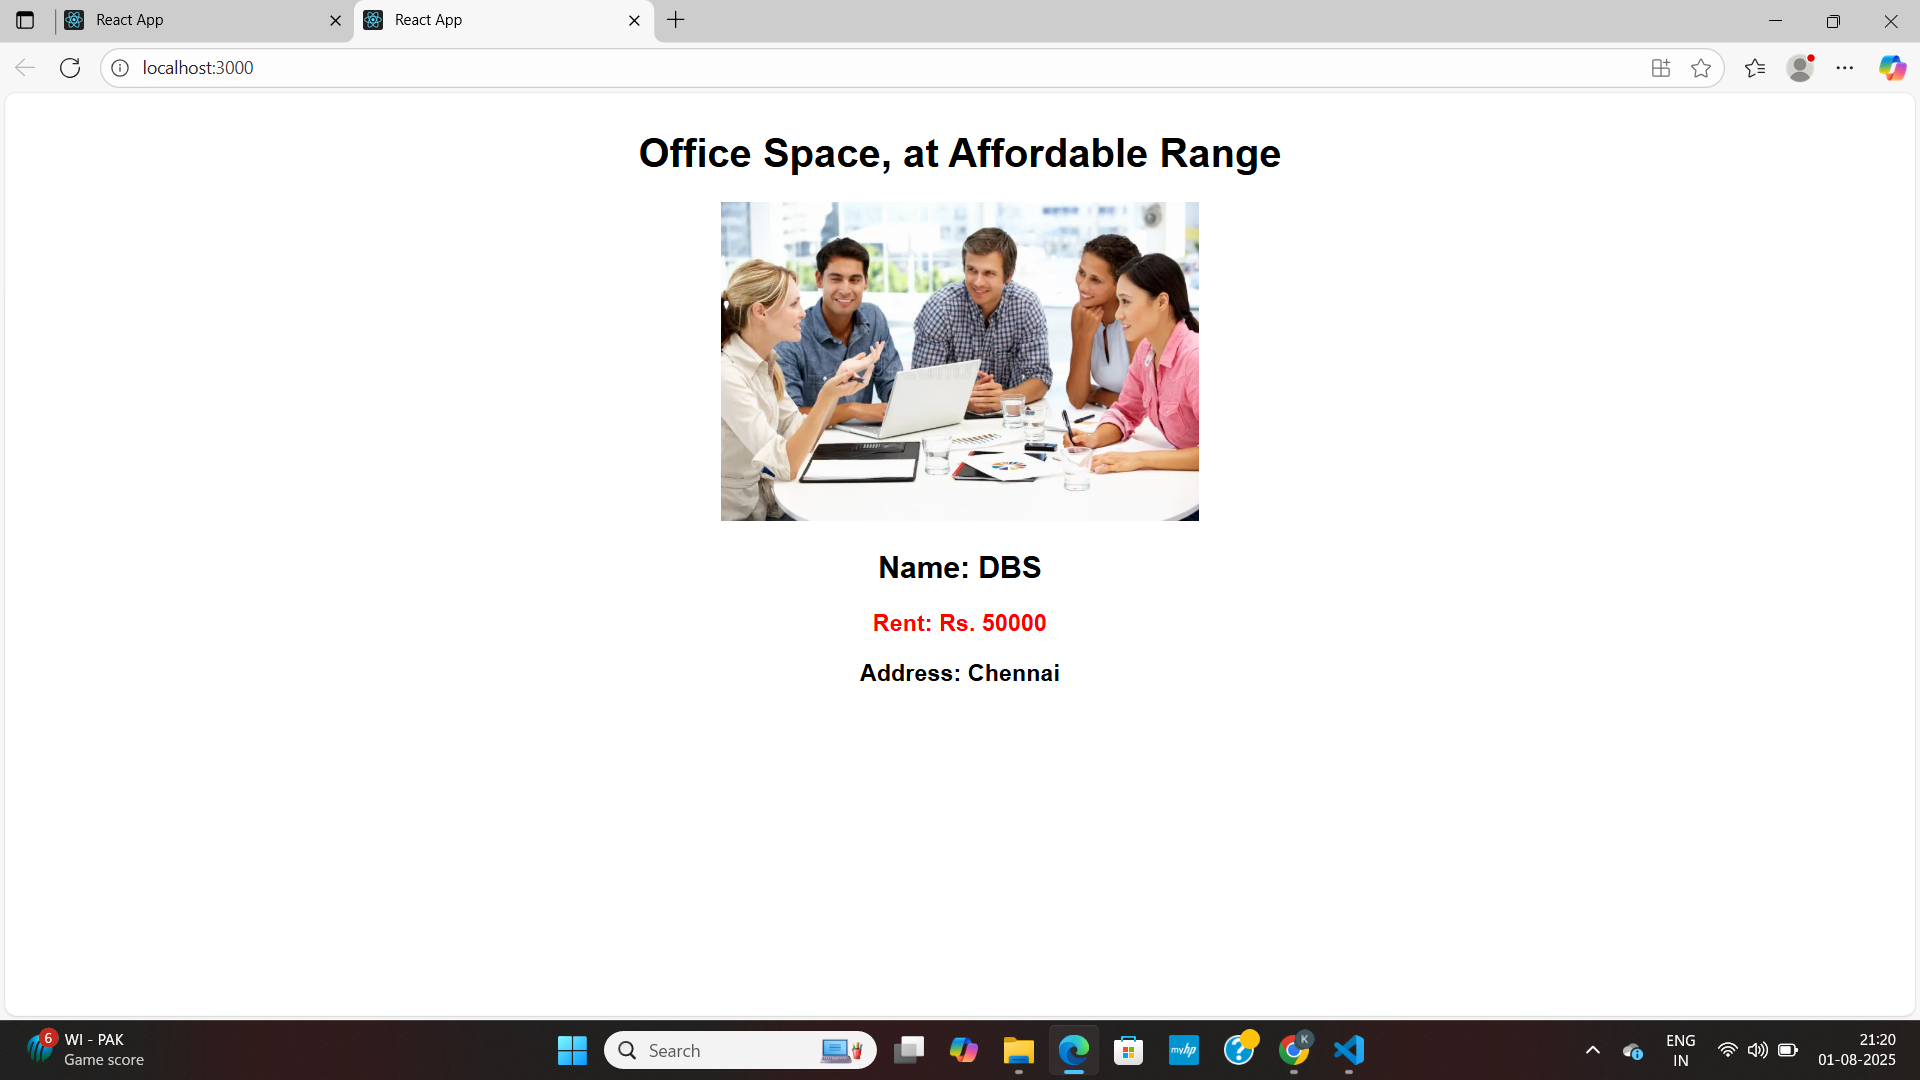 React App
React App
localhost:3000
Office Space, at Affordable Range
Name: DBS
Rent: Rs. 50000
Address: Chennai
6
WI - PAK
Game score
Search
myhp
K
ENG
IN
21:20
01-08-2025